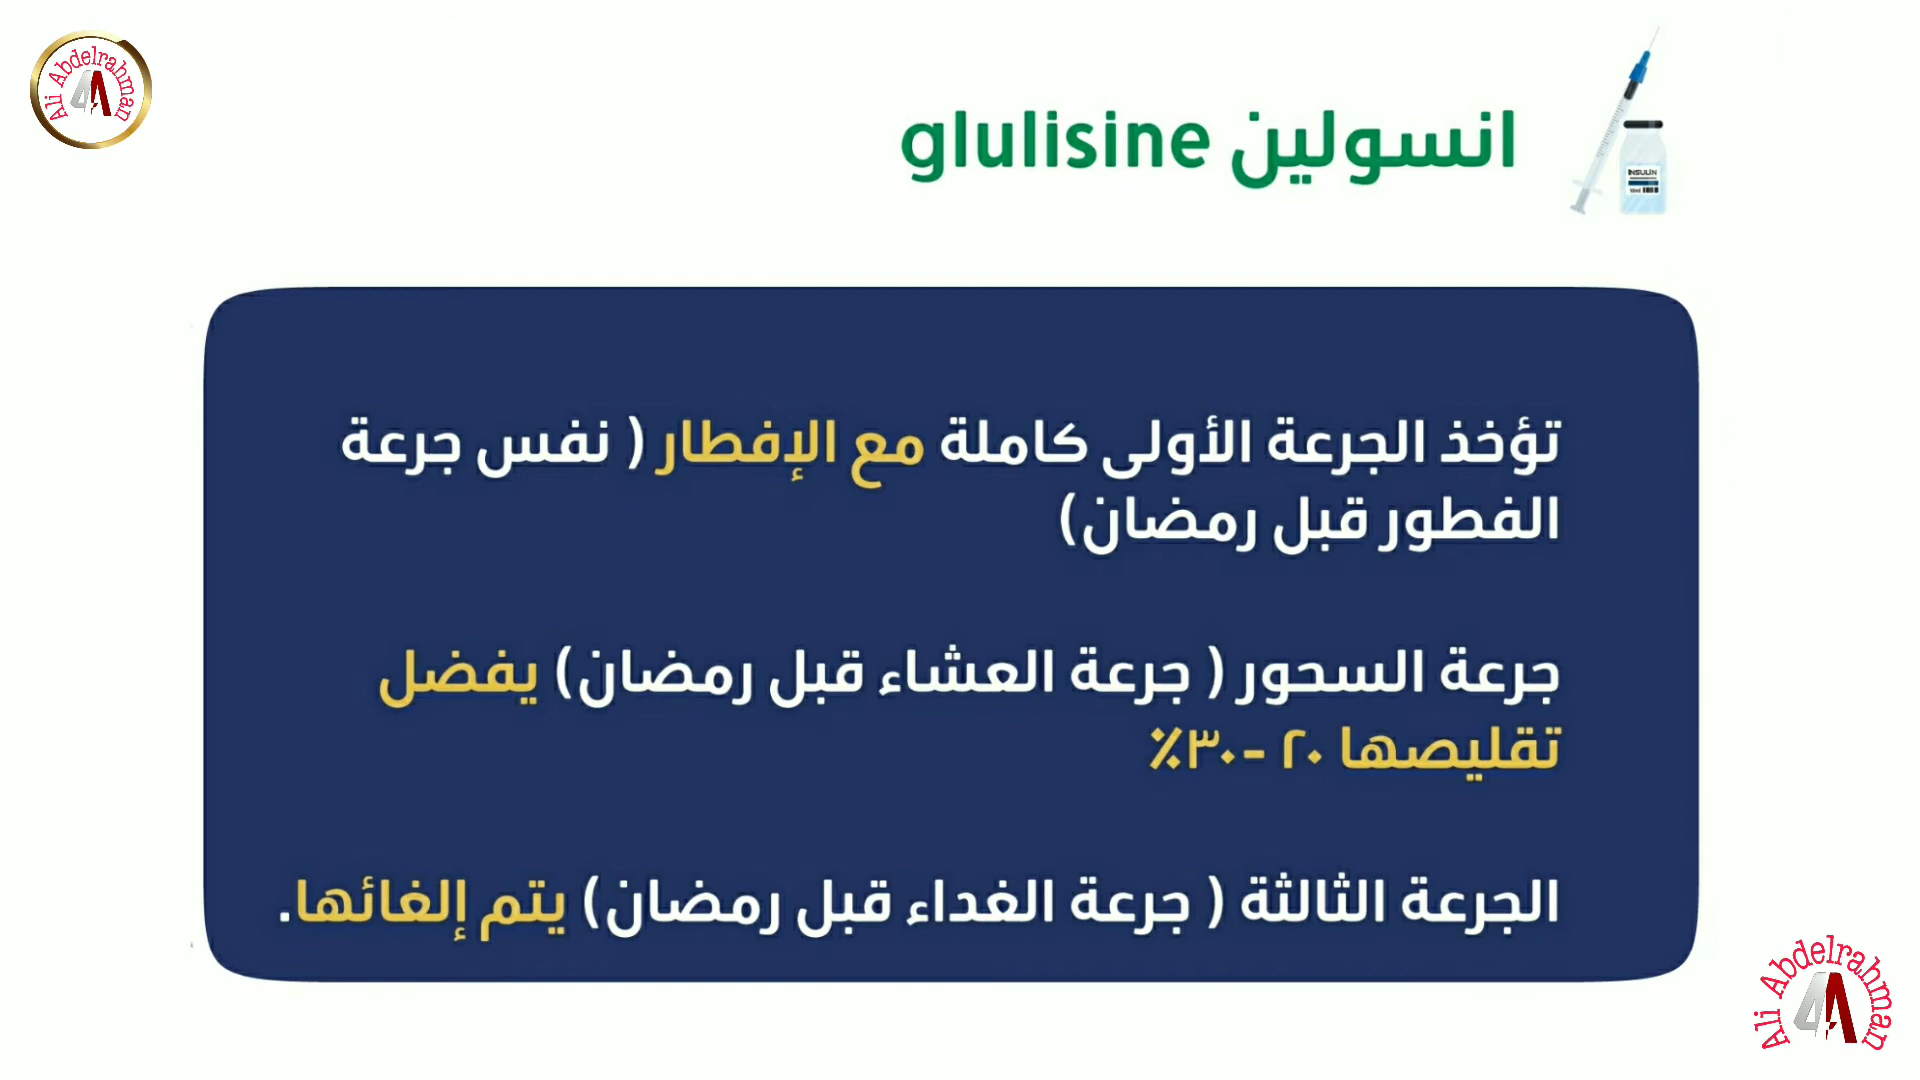 Ali Abdelrahman
انسولين glulisine
INSULIN
تؤخذ الجرعة الأولى كاملة مع الإفطار ( نفس جرعة
الفطور قبل رمضان)
جرعة السحور ( جرعة العشاء قبل رمضان) يفضل
تقليصها ٢٠ -٣٠٪
الجرعة الثالثة ( جرعة الغداء قبل رمضان) يتم إلغائها.
Ali Abdelrahman